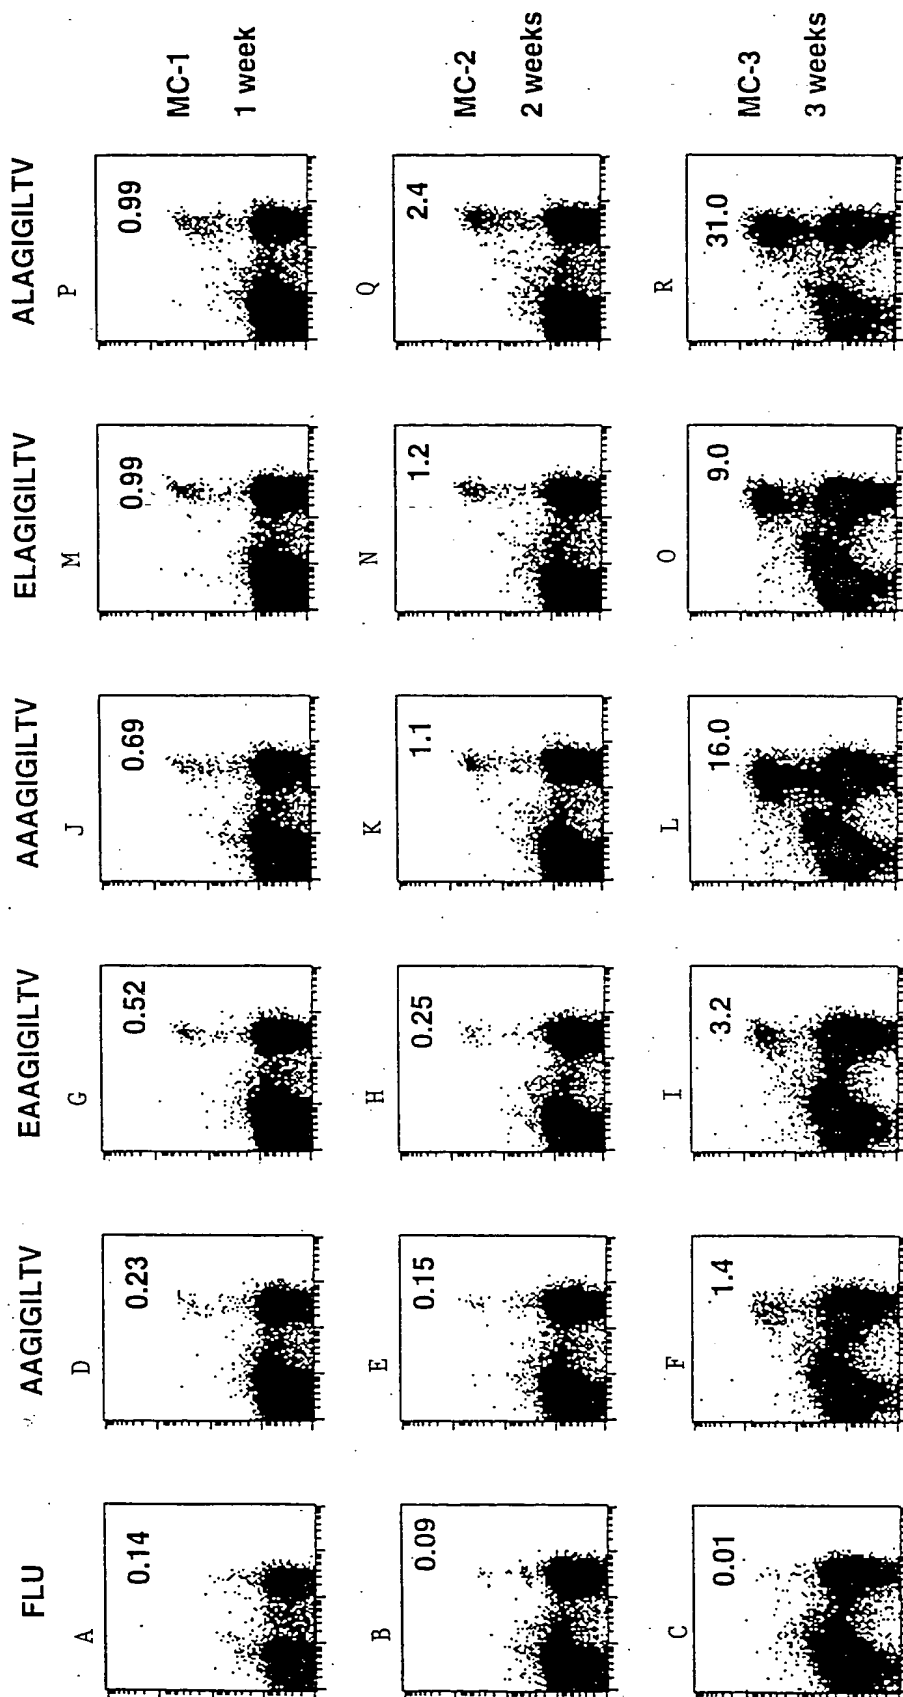 FLU
AAGIGILTV
EAAGIGILTV
AAAGIGILTV
ELAGIGILTV
ALAGIGILTV
A
D
G
J
M
P
0.14
0.23
0.52
0.69
0.99
0.99
MC-1
1 week
B
E
H
K
N
Q
0.09
0.15
0.25
1.1
1.2
2.4
MC-2
2 weeks
C
F
I
L
O
R
0.01
1.4
3.2
16.0
9.0
31.0
MC-3
3 weeks